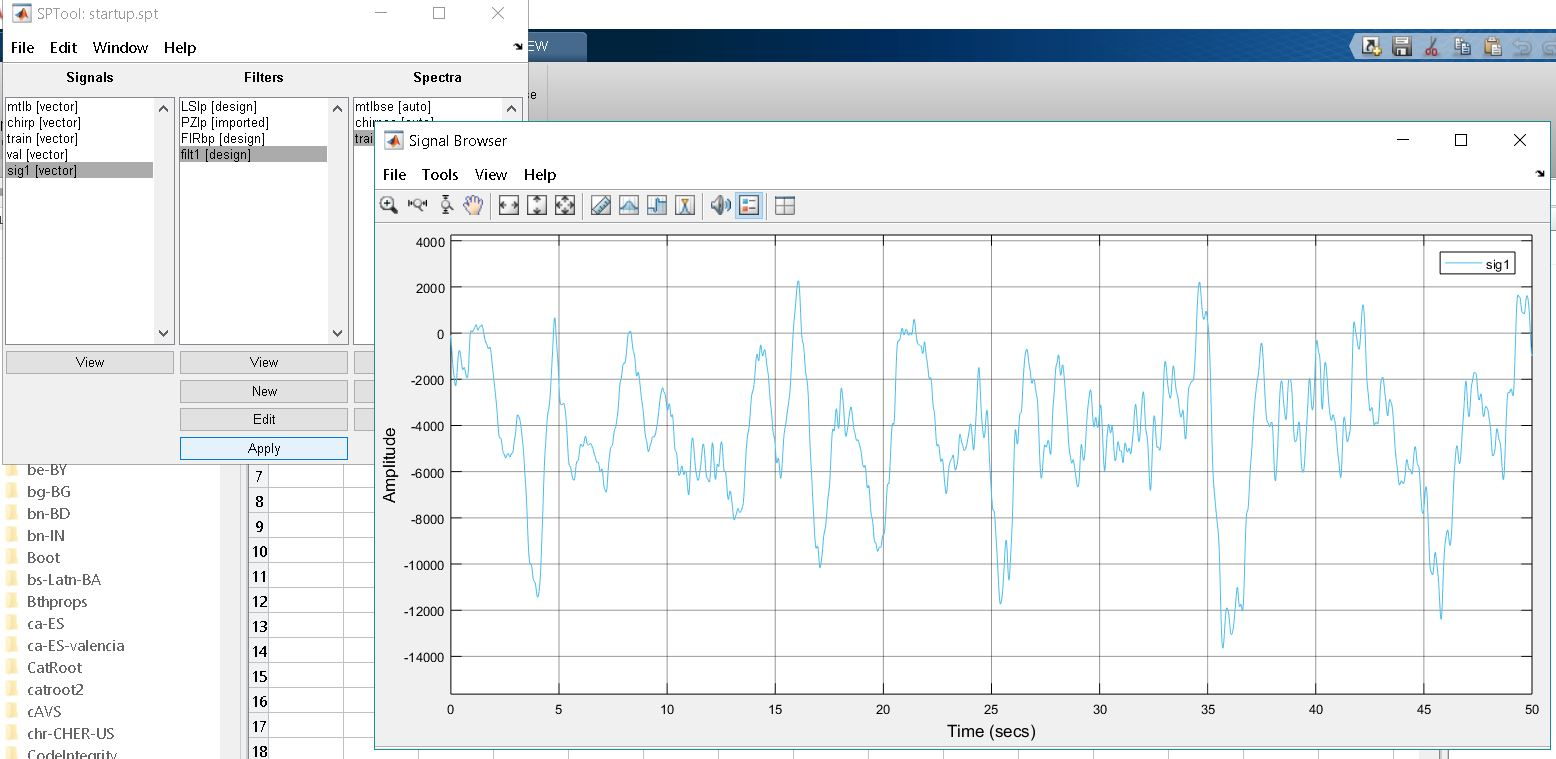 SPTool: startup.spt
File Edit Window Help
EW
Signals Filters Spectra
mtlb [vector]
chirp [vector]
train [vector]
val [vector]
sig1 [vector]
LSlp [design]
PZlp [imported]
FIRbp [design]
filt1 [design]
mtlbse [auto]
View
View
New
Edit
Apply
Signal Browser
File Tools View Help
sig1
4000
2000
0
-2000
-4000
-6000
-8000
-10000
-12000
-14000
Amplitude
0 5 10 15 20 25 30 35 40 45 50
Time (secs)
be-BY
bg-BG
bn-BD
bn-IN
Boot
bs-Latn-BA
Bthprops
ca-ES
ca-ES-valencia
CatRoot
catroot2
cAVS
chr-CHER-US
CodeIntegrity
7
8
9
10
11
12
13
14
15
16
17
18